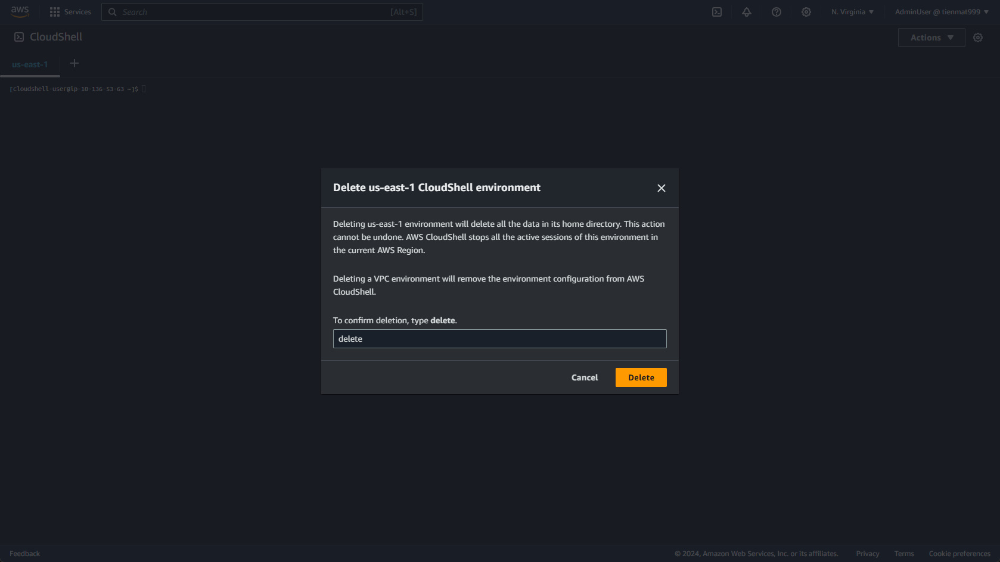 aws
Services
Search
[Alt+S]
N. Virginia
AdminUser @ tienmat999
CloudShell
Actions
us-east-1
[cloudshell-user@ip-10-136-53-63 ~]$
Delete us-east-1 CloudShell environment
Deleting us-east-1 environment will delete all the data in its home directory. This action
cannot be undone. AWS CloudShell stops all the active sessions of this environment in
the current AWS Region.
Deleting a VPC environment will remove the environment configuration from AWS
CloudShell.
To confirm deletion, type delete.
delete
Cancel
Delete
Feedback
© 2024, Amazon Web Services, Inc. or its affiliates.
Privacy
Terms
Cookie preferences